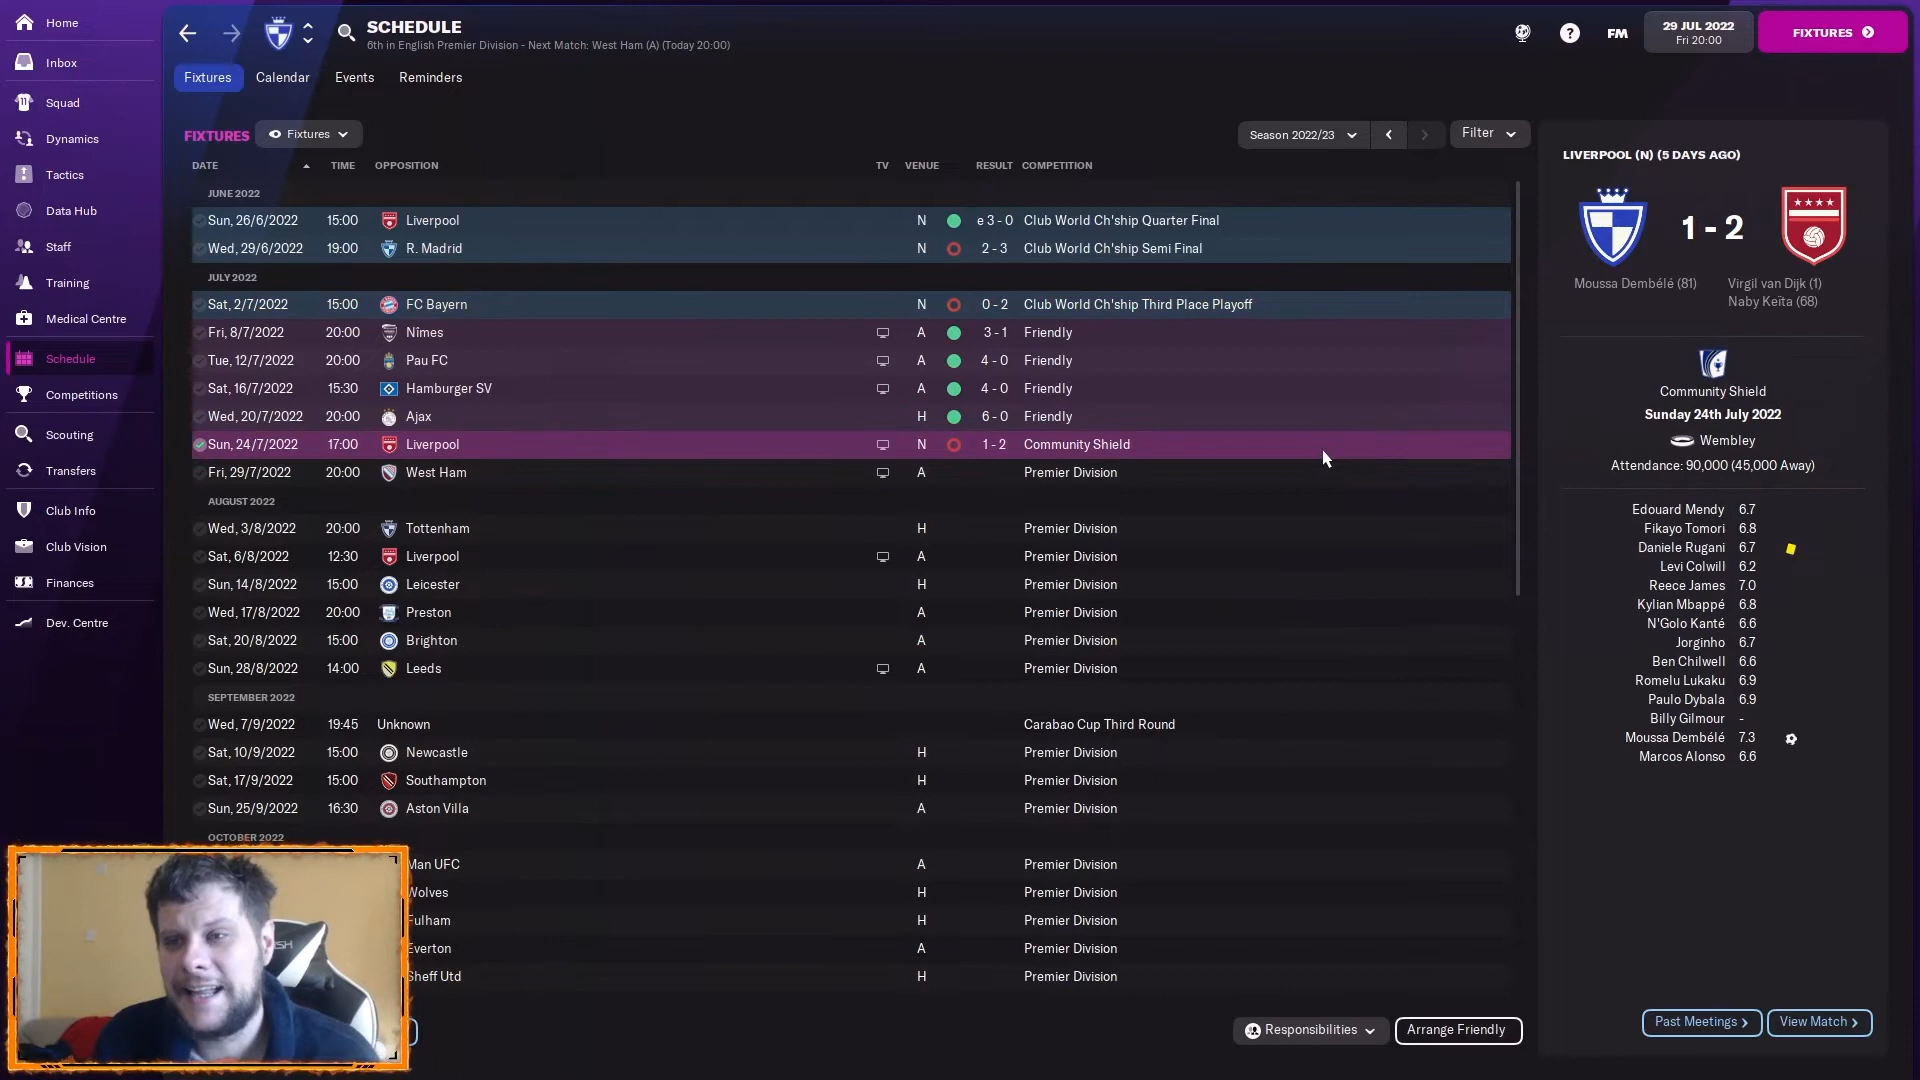 Home
Inbox
Squad
Dynamics
Tactics
Data Hub
Staff
Training
Medical Centre
Schedule
Competitions
Scouting
Transfers
Club Info
Club Vision
Finances
Dev. Centre
SCHEDULE
6th in English Premier Division - Next Match: West Ham (A) (Today 20:00)
FM
29 JUL 2022
Fri 20:00
FIXTURES
Fixtures Calendar Events Reminders
FIXTURES Fixtures
Season 2022/23 Filter
DATE TIME OPPOSITION TV VENUE RESULT COMPETITION
JUNE 2022
Sun, 26/6/2022 15:00 Liverpool N e 3 - 0 Club World Ch'ship Quarter Final
Wed, 29/6/2022 19:00 R. Madrid N 2 - 3 Club World Ch'ship Semi Final
JULY 2022
Sat, 2/7/2022 15:00 FC Bayern N 0 - 2 Club World Ch'ship Third Place Playoff
Fri, 8/7/2022 20:00 Nîmes A 3 - 1 Friendly
Tue, 12/7/2022 20:00 Pau FC A 4 - 0 Friendly
Sat, 16/7/2022 15:30 Hamburger SV A 4 - 0 Friendly
Wed, 20/7/2022 20:00 Ajax H 6 - 0 Friendly
Sun, 24/7/2022 17:00 Liverpool N 1 - 2 Community Shield
Fri, 29/7/2022 20:00 West Ham A Premier Division
AUGUST 2022
Wed, 3/8/2022 20:00 Tottenham H Premier Division
Sat, 6/8/2022 12:30 Liverpool A Premier Division
Sun, 14/8/2022 15:00 Leicester H Premier Division
Wed, 17/8/2022 20:00 Preston A Premier Division
Sat, 20/8/2022 15:00 Brighton A Premier Division
Sun, 28/8/2022 14:00 Leeds A Premier Division
SEPTEMBER 2022
Wed, 7/9/2022 19:45 Unknown Carabao Cup Third Round
Sat, 10/9/2022 15:00 Newcastle H Premier Division
Sat, 17/9/2022 15:00 Southampton H Premier Division
Sun, 25/9/2022 16:30 Aston Villa A Premier Division
OCTOBER 2022
Man UFC A Premier Division
Wolves H Premier Division
Fulham H Premier Division
Everton A Premier Division
Sheff Utd H Premier Division
Responsibilities Arrange Friendly
LIVERPOOL (N) (5 DAYS AGO)
1 - 2
Moussa Dembélé (81) Virgil van Dijk (1)
Naby Keïta (68)
Community Shield
Sunday 24th July 2022
Wembley
Attendance: 90,000 (45,000 Away)
Edouard Mendy 6.7
Fikayo Tomori 6.8
Daniele Rugani 6.7
Levi Colwill 6.2
Reece James 7.0
Kylian Mbappé 6.8
N'Golo Kanté 6.6
Jorginho 6.7
Ben Chilwell 6.6
Romelu Lukaku 6.9
Paulo Dybala 6.9
Billy Gilmour -
Moussa Dembélé 7.3
Marcos Alonso 6.6
Past Meetings View Match